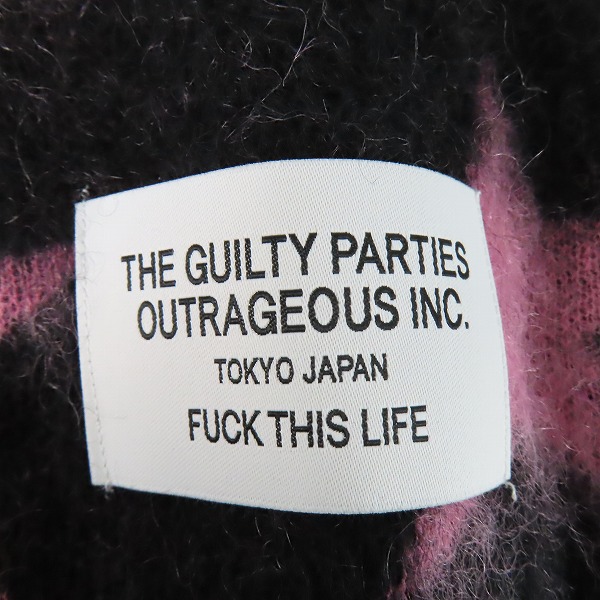 THE GUILTY PARTIES
OUTRAGEOUS INC.
TOKYO JAPAN
FUCK THIS LIFE